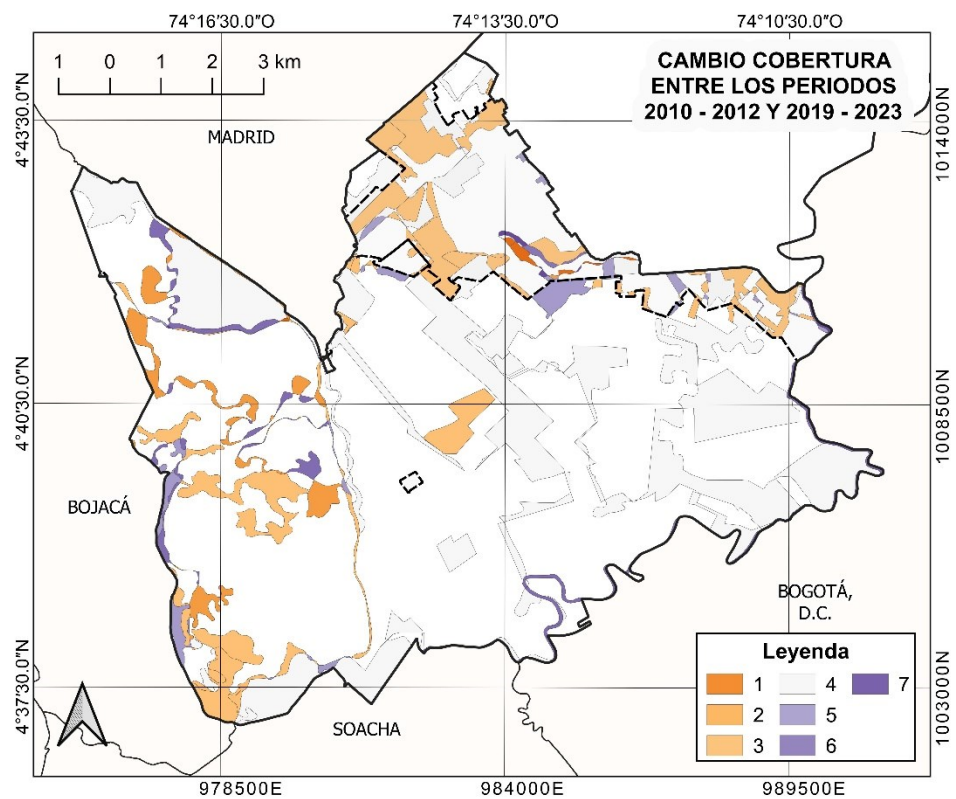 74°16'30.0"O
74°13'30.0"O
74°10'30.0"O
1 0 1 2 3 km
CAMBIO COBERTURA
ENTRE LOS PERIODOS
2010 - 2012 Y 2019 - 2023
4°43'30.0"N
MADRID
1014000N
4°40'30.0"N
1008500N
BOJACÁ
BOGOTÁ,
D.C.
4°37'30.0"N
SOACHA
1003000N
Leyenda
1 4 7
2 5
3 6
978500E
984000E
989500E